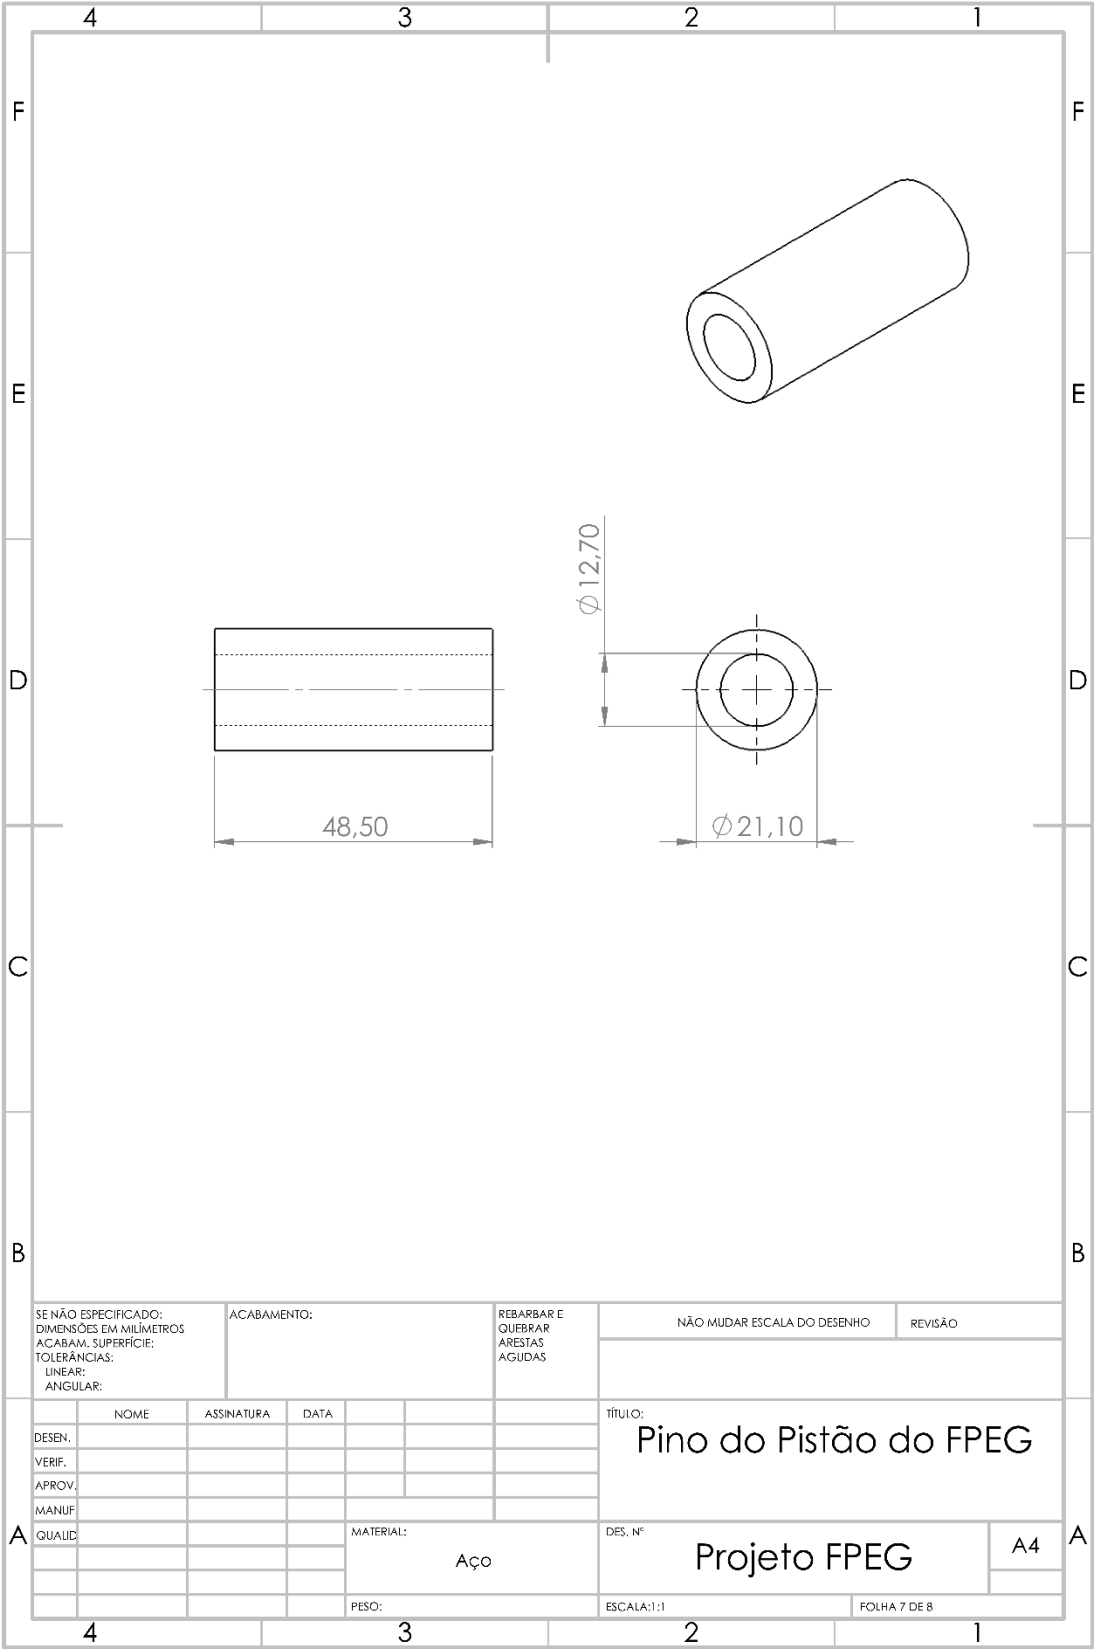 4 3 2 1
F F
E E
Ø12,70
D D
48,50 Ø21,10
C C
B B
SE NÃO ESPECIFICADO:
DIMENSÕES EM MILÍMETROS
ACABAM. SUPERFÍCIE:
TOLERÂNCIAS:
LINEAR:
ANGULAR:
ACABAMENTO:
REBARBAR E
QUEBRAR
ARESTAS
AGUDAS
NÃO MUDAR ESCALA DO DESENHO
REVISÃO
NOME ASSINATURA DATA
DESEN.
VERIF.
APROV.
MANUF
QUALID
TÍTULO:
Pino do Pistão do FPEG
MATERIAL:
Aço
DES. Nº
Projeto FPEG
A4
A A
PESO:
ESCALA:1:1
FOLHA 7 DE 8
4 3 2 1